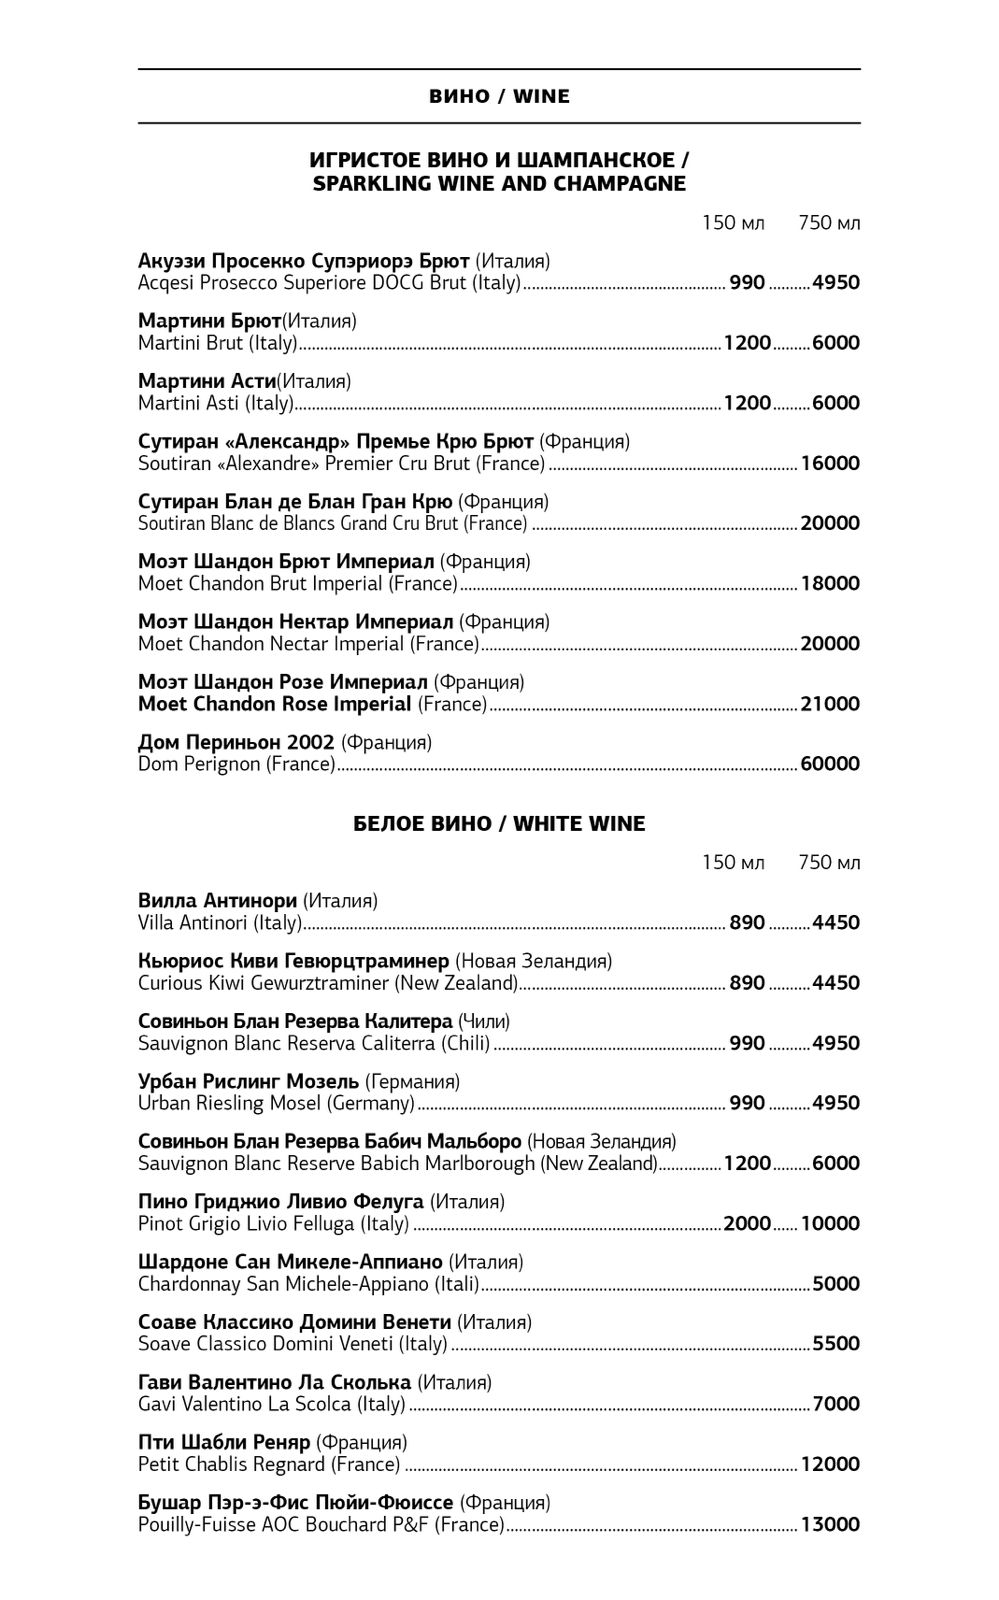 ВИНО / WINE
ИГРИСТОЕ ВИНО И ШАМПАНСКОЕ /
SPARKLING WINE AND CHAMPAGNE
150 мл 750 мл
Акуэзи Просекко Супэриорэ Брют (Италия)
Acqesi Prosecco Superiore DOCG Brut (Italy) 990 4950
Мартини Брют(Италия)
Martini Brut (Italy) 1200 6000
Мартини Асти(Италия)
Martini Asti (Italy) 1200 6000
Сутиран «Александр» Премье Крю Брют (Франция)
Soutiran «Alexandre» Premier Cru Brut (France) 16000
Сутиран Блан де Блан Гран Крю (Франция)
Soutiran Blanc de Blancs Grand Cru Brut (France) 20000
Моэт Шандон Брют Империал (Франция)
Moet Chandon Brut Imperial (France) 18000
Моэт Шандон Нектар Империал (Франция)
Moet Chandon Nectar Imperial (France) 20000
Моэт Шандон Розе Империал (Франция)
Moet Chandon Rose Imperial (France) 21000
Дом Периньон 2002 (Франция)
Dom Perignon (France) 60000
БЕЛОЕ ВИНО / WHITE WINE
150 мл 750 мл
Вилла Антинори (Италия)
Villa Antinori (Italy) 890 4450
Кьюриос Киви Гевюрцтраминер (Новая Зеландия)
Curious Kiwi Gewurztraminer (New Zealand) 890 4450
Совиньон Блан Резерва Калитера (Чили)
Sauvignon Blanc Reserva Caliterra (Chili) 990 4950
Урбан Рислинг Мозель (Германия)
Urban Riesling Mosel (Germany) 990 4950
Совиньон Блан Резерва Бабич Мальборо (Новая Зеландия)
Sauvignon Blanc Reserve Babich Marlborough (New Zealand) 1200 6000
Пино Гриджио Ливио Фелуга (Италия)
Pinot Grigio Livio Felluga (Italy) 2000 10000
Шардоне Сан Микеле-Аппиано (Италия)
Chardonnay San Michele-Appiano (Itali) 5000
Соаве Классико Домини Венети (Италия)
Soave Classico Domini Veneti (Italy) 5500
Гави Валентино Ла Сколька (Италия)
Gavi Valentino La Scolca (Italy) 7000
Пти Шабли Реняр (Франция)
Petit Chablis Regnard (France) 12000
Бушар Пэр-э-Фис Пюйи-Фюиссе (Франция)
Pouilly-Fuisse AOC Bouchard P&F (France) 13000